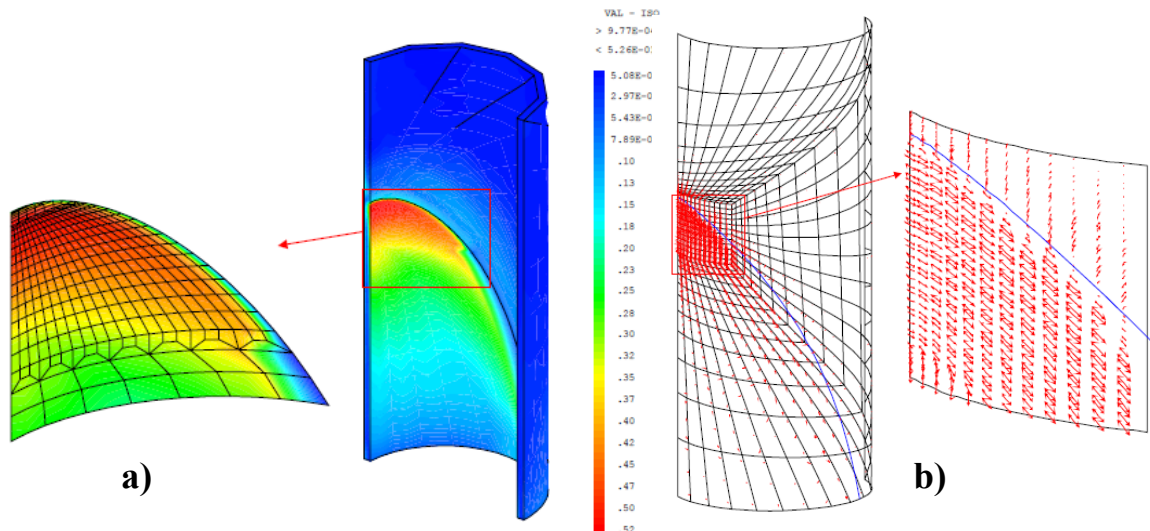 VAL - ISO
> 9.77E-0
< 5.26E-0
5.08E-0
2.97E-0
5.43E-0
7.89E-0
.10
.13
.15
.18
.20
.23
.25
.28
.30
.32
.35
.37
.40
.42
.45
.47
.50
.52
a)
b)